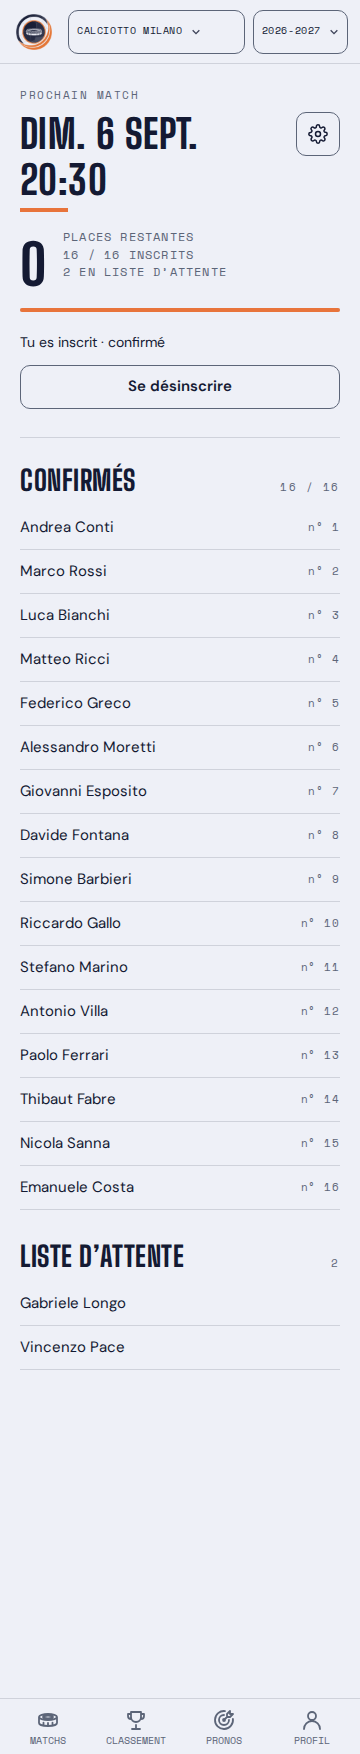 CALCIOTTO MILANO
2026-2027
PROCHAIN MATCH
DIM. 6 SEPT.
20:30
0
PLACES RESTANTES
16 / 16 INSCRITS
2 EN LISTE D'ATTENTE
Tu es inscrit · confirmé
Se désinscrire
CONFIRMÉS 16 / 16
Andrea Conti n° 1
Marco Rossi n° 2
Luca Bianchi n° 3
Matteo Ricci n° 4
Federico Greco n° 5
Alessandro Moretti n° 6
Giovanni Esposito n° 7
Davide Fontana n° 8
Simone Barbieri n° 9
Riccardo Gallo n° 10
Stefano Marino n° 11
Antonio Villa n° 12
Paolo Ferrari n° 13
Thibaut Fabre n° 14
Nicola Sanna n° 15
Emanuele Costa n° 16
LISTE D'ATTENTE 2
Gabriele Longo
Vincenzo Pace
MATCHS CLASSEMENT PRONOS PROFIL